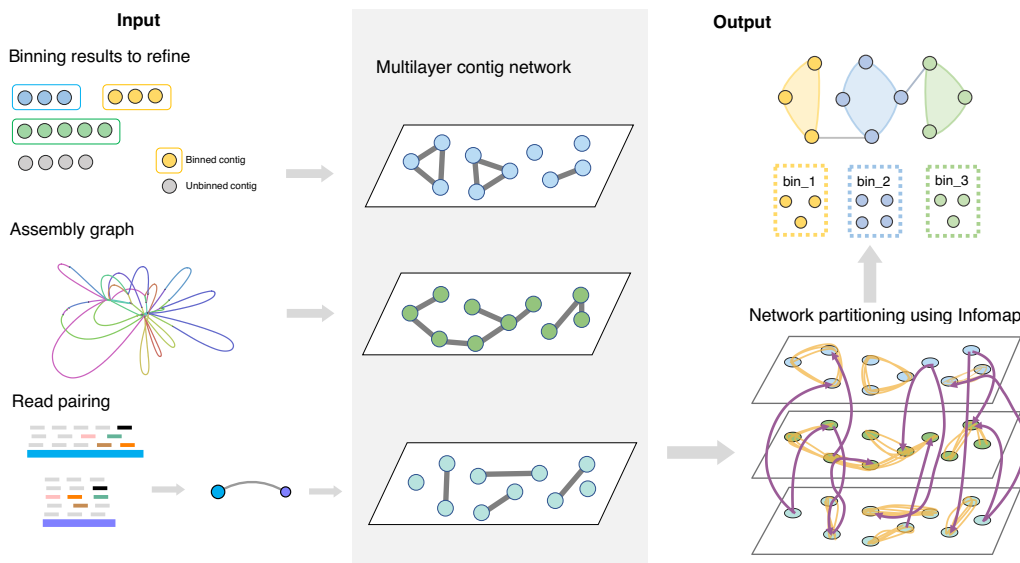 Input
Binning results to refine
Binned contig
Unbinned contig
Assembly graph
Read pairing
Multilayer contig network
Output
bin_1
bin_2
bin_3
Network partitioning using Infomap